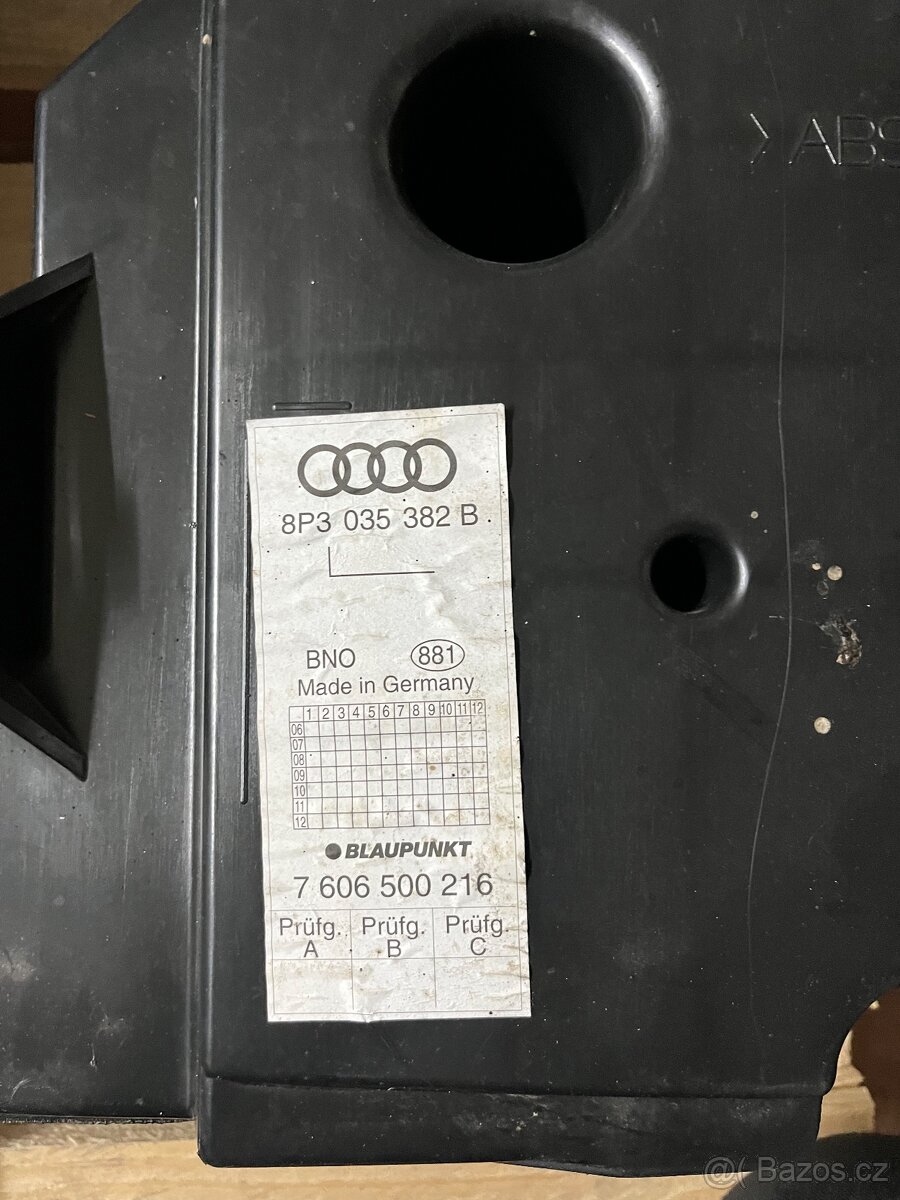 >ABS
8P3 035 382 B
BNO 881
Made in Germany
1 2 3 4 5 6 7 8 9 10 11 12
06
07
08
09
10
11
12
BLAUPUNKT
7 606 500 216
Prüfg. A Prüfg. B Prüfg. C
@( Bazos.cz